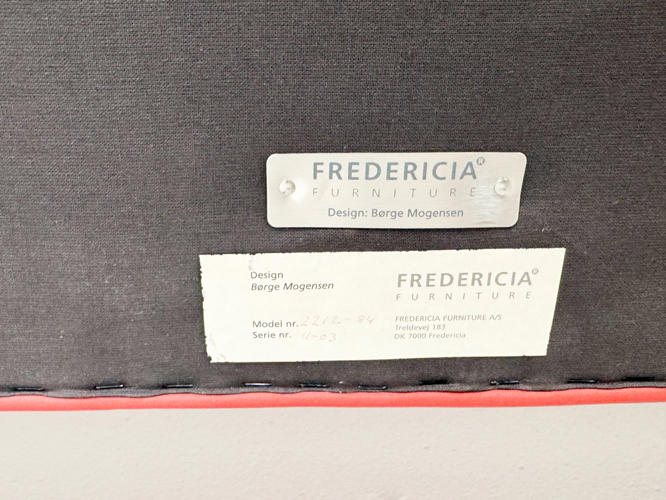 FREDERICIA®
FURNITURE
Design: Børge Mogensen
Design
Børge Mogensen
Model nr. 2212-84
Serie nr. 11-03
FREDERICIA®
FURNITURE
FREDERICIA FURNITURE A/S
Treldevej 183
DK 7000 Fredericia